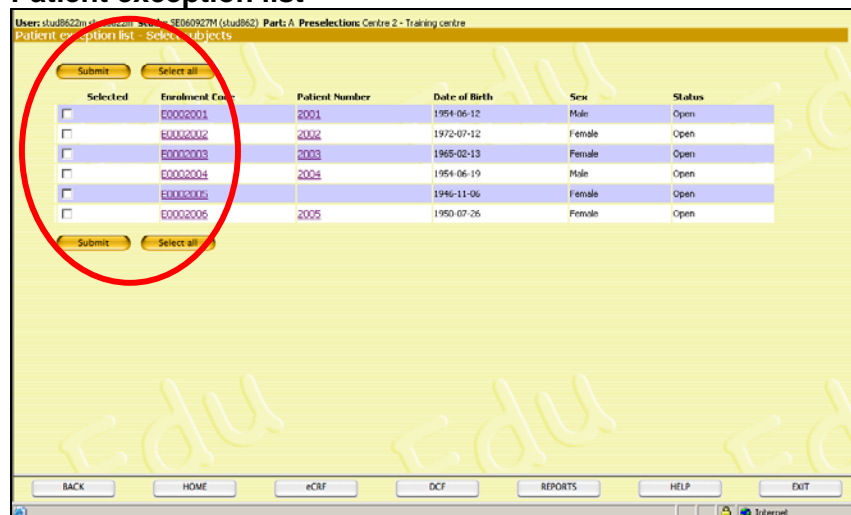 Patient exception list
User: stud8622m stud8622m Study: SE060927M (stud862) Part: A Preselection: Centre 2 - Training centre
Patient exception list - Select subjects
Submit Select all
Selected Enrolment Code Patient Number Date of Birth Sex Status
E0002001 2001 1954-06-12 Male Open
E0002002 2002 1972-07-12 Female Open
E0002003 2003 1965-02-13 Female Open
E0002004 2004 1954-06-19 Male Open
E0002005 1946-11-06 Female Open
E0002006 2005 1950-07-26 Female Open
Submit Select all
BACK HOME eCRF DCF REPORTS HELP EXIT
Internet